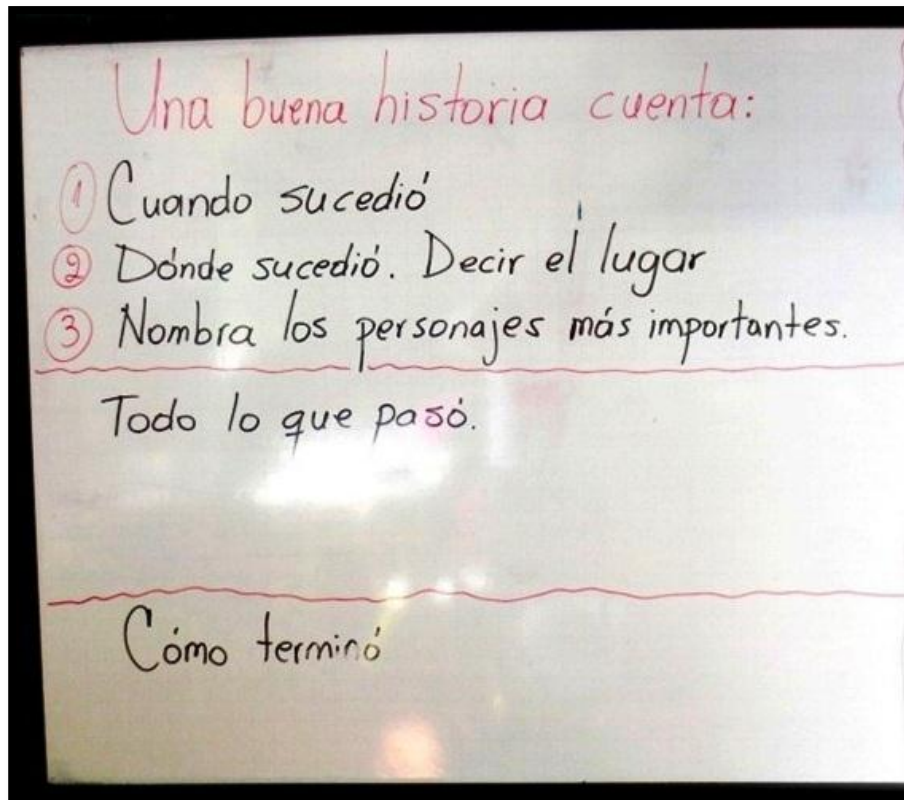 Una buena historia cuenta:
① Cuando sucedió
② Dónde sucedió. Decir el lugar
③ Nombra los personajes más importantes.
Todo lo que pasó.
Cómo terminó